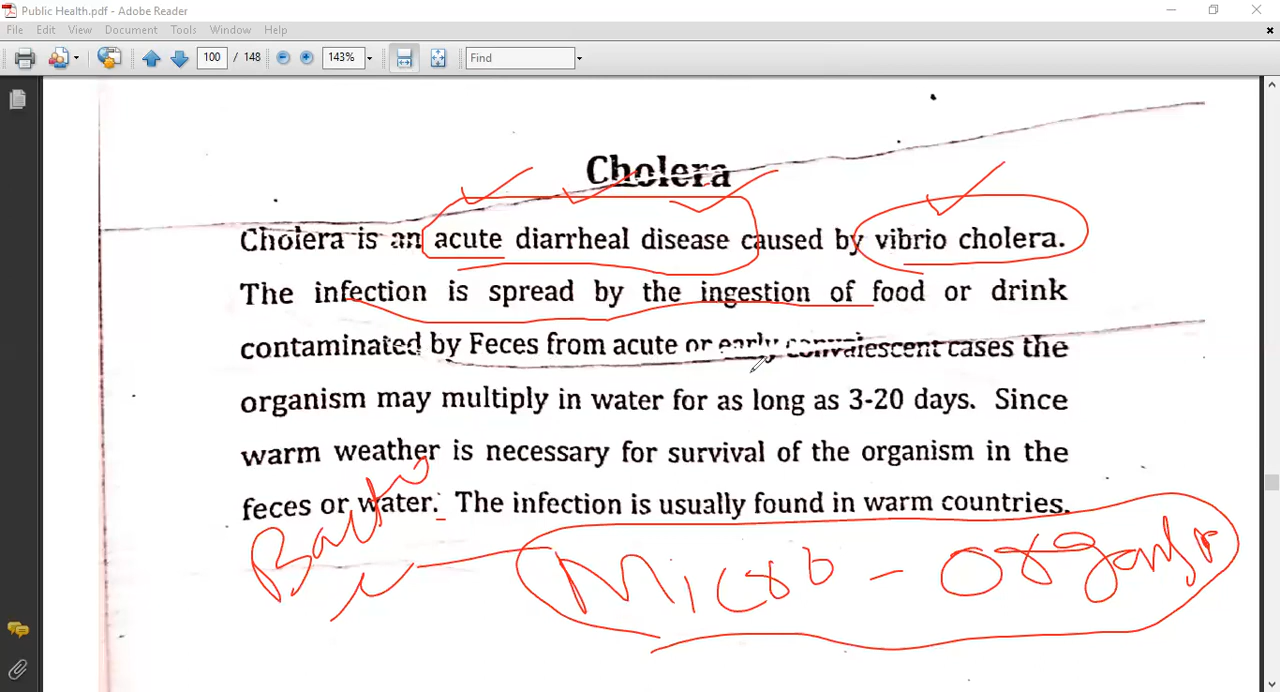 Public Health.pdf - Adobe Reader
File Edit View Document Tools Window Help
100 / 148 143% Find
Cholera
Cholera is an acute diarrheal disease caused by vibrio cholera.
The infection is spread by the ingestion of food or drink
contaminated by Feces from acute or early convalescent cases the
organism may multiply in water for as long as 3-20 days. Since
warm weather is necessary for survival of the organism in the
feces or water. The infection is usually found in warm countries.